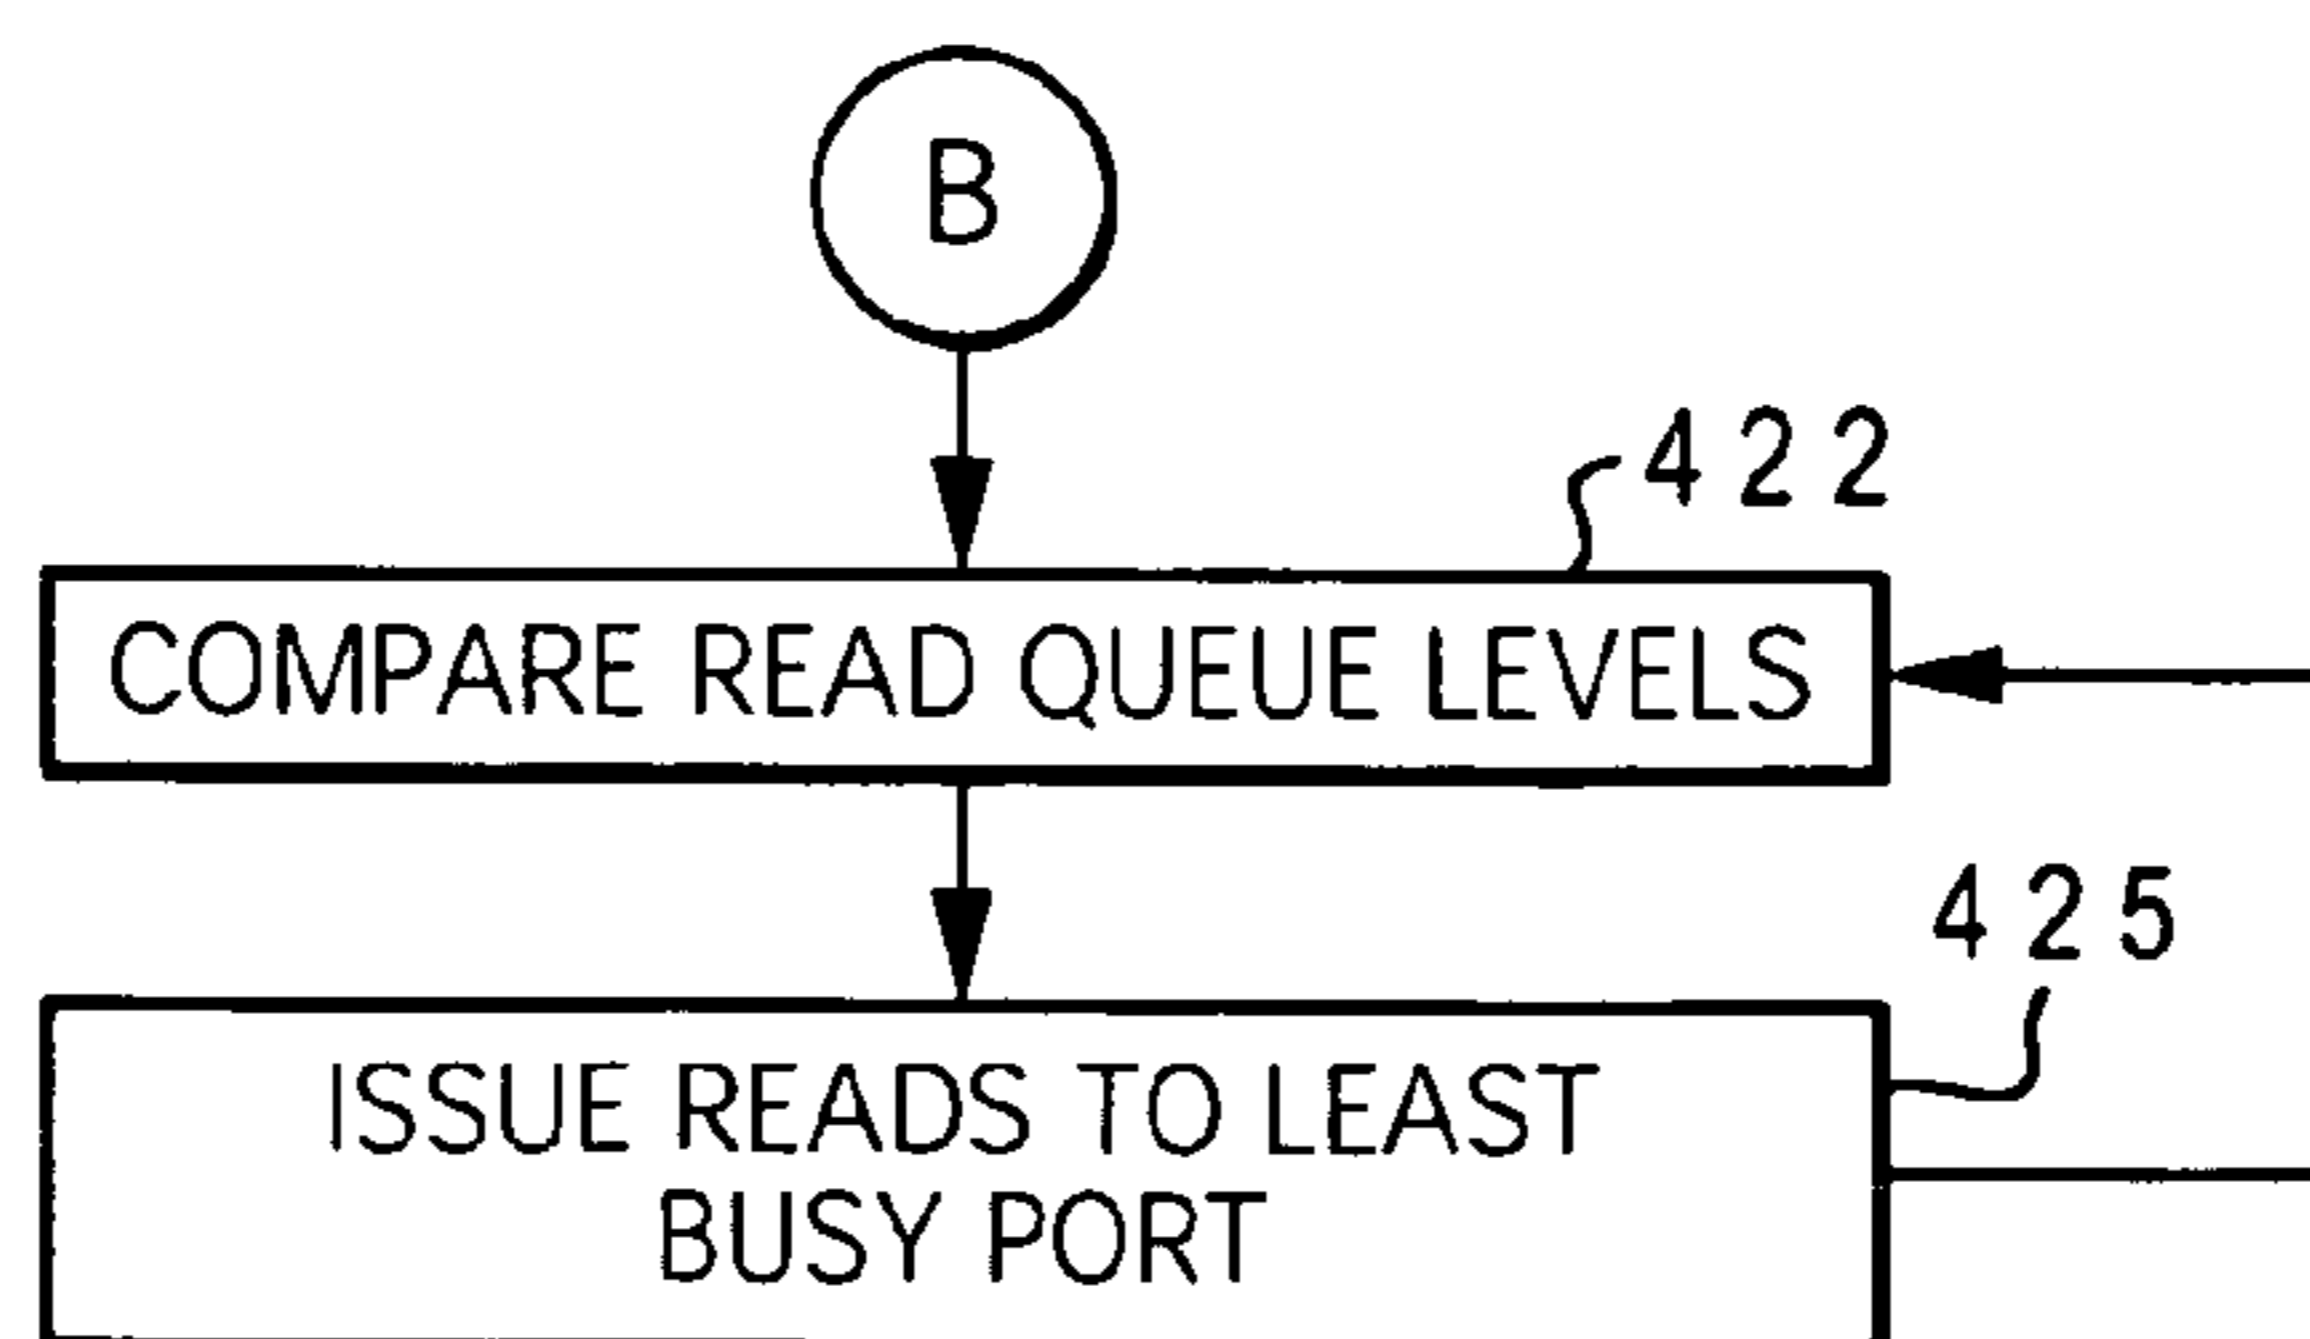 B
422
COMPARE READ QUEUE LEVELS
425
ISSUE READS TO LEAST
BUSY PORT